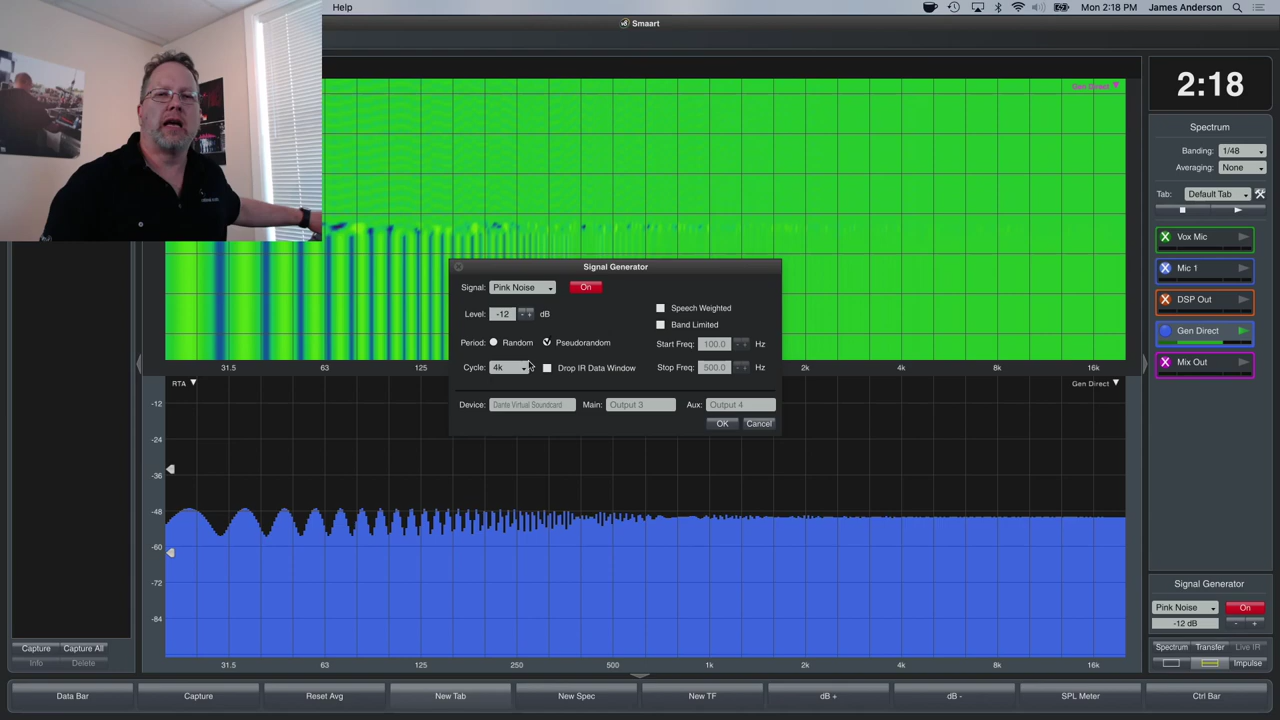 Help
Mon 2:18 PM James Anderson
Smaart
Gen Direct
2:18
Spectrum
Banding: 1/48
Averaging: None
Tab: Default Tab
Vox Mic
Mic 1
DSP Out
Gen Direct
Mix Out
Signal Generator
Signal: Pink Noise On
Level: -12 dB
Period: Random Pseudorandom
Cycle: 4k Drop IR Data Window
Speech Weighted
Band Limited
Start Freq: 100.0 Hz
Stop Freq: 500.0 Hz
Device: Dante Virtual Soundcard Main: Output 3 Aux: Output 4
OK Cancel
31.5 63 125 250 500 1k 2k 4k 8k 16k
RTA Gen Direct
-12
-24
-36
-48
-60
-72
-84
31.5 63 125 250 500 1k 2k 4k 8k 16k
Capture Capture All
Info Delete
Signal Generator
Pink Noise On
-12 dB - +
Spectrum Transfer Live IR
Impulse
Data Bar Capture Reset Avg New Tab New Spec New TF dB + dB - SPL Meter Ctrl Bar